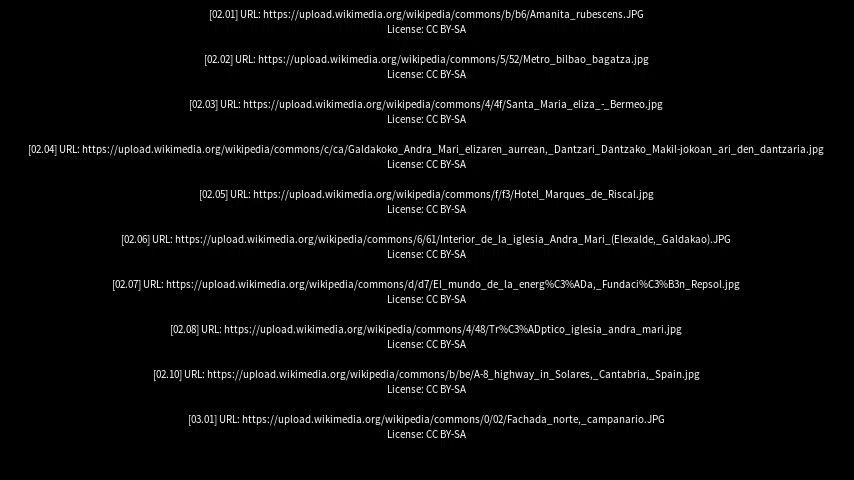 [02.01] URL: https://upload.wikimedia.org/wikipedia/commons/b/b6/Amanita_rubescens.JPG
License: CC BY-SA
[02.02] URL: https://upload.wikimedia.org/wikipedia/commons/5/52/Metro_bilbao_bagatza.jpg
License: CC BY-SA
[02.03] URL: https://upload.wikimedia.org/wikipedia/commons/4/4f/Santa_Maria_eliza_-_Bermeo.jpg
License: CC BY-SA
[02.04] URL: https://upload.wikimedia.org/wikipedia/commons/c/ca/Galdakoko_Andra_Mari_elizaren_aurrean,_Dantzari_Dantzako_Makil-jokoan_ari_den_dantzaria.jpg
License: CC BY-SA
[02.05] URL: https://upload.wikimedia.org/wikipedia/commons/f/f3/Hotel_Marques_de_Riscal.jpg
License: CC BY-SA
[02.06] URL: https://upload.wikimedia.org/wikipedia/commons/6/61/Interior_de_la_iglesia_Andra_Mari_(Elexalde,_Galdakao).JPG
License: CC BY-SA
[02.07] URL: https://upload.wikimedia.org/wikipedia/commons/d/d7/El_mundo_de_la_energ%C3%ADa,_Fundaci%C3%B3n_Repsol.jpg
License: CC BY-SA
[02.08] URL: https://upload.wikimedia.org/wikipedia/commons/4/48/Tr%C3%ADptico_iglesia_andra_mari.jpg
License: CC BY-SA
[02.10] URL: https://upload.wikimedia.org/wikipedia/commons/b/be/A-8_highway_in_Solares,_Cantabria,_Spain.jpg
License: CC BY-SA
[03.01] URL: https://upload.wikimedia.org/wikipedia/commons/0/02/Fachada_norte,_campanario.JPG
License: CC BY-SA